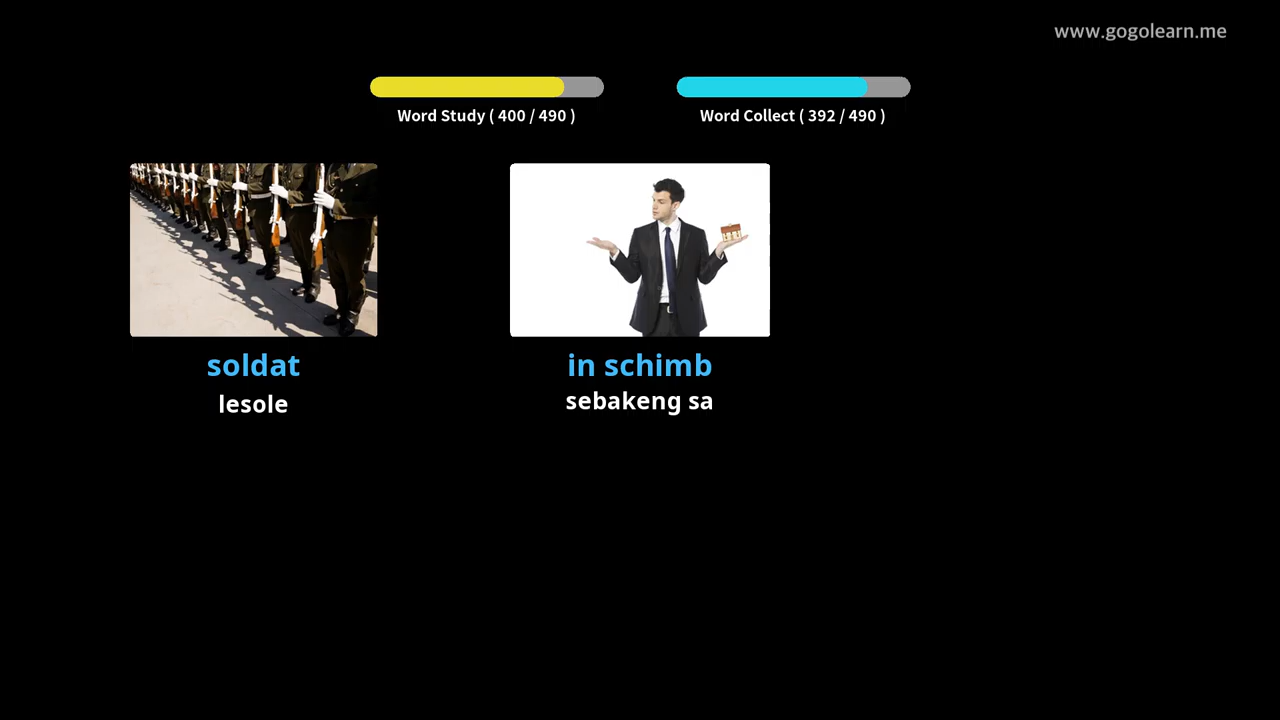 www.gogolearn.me
Word Study ( 400 / 490 )
Word Collect ( 392 / 490 )
soldat
lesole
in schimb
sebakeng sa